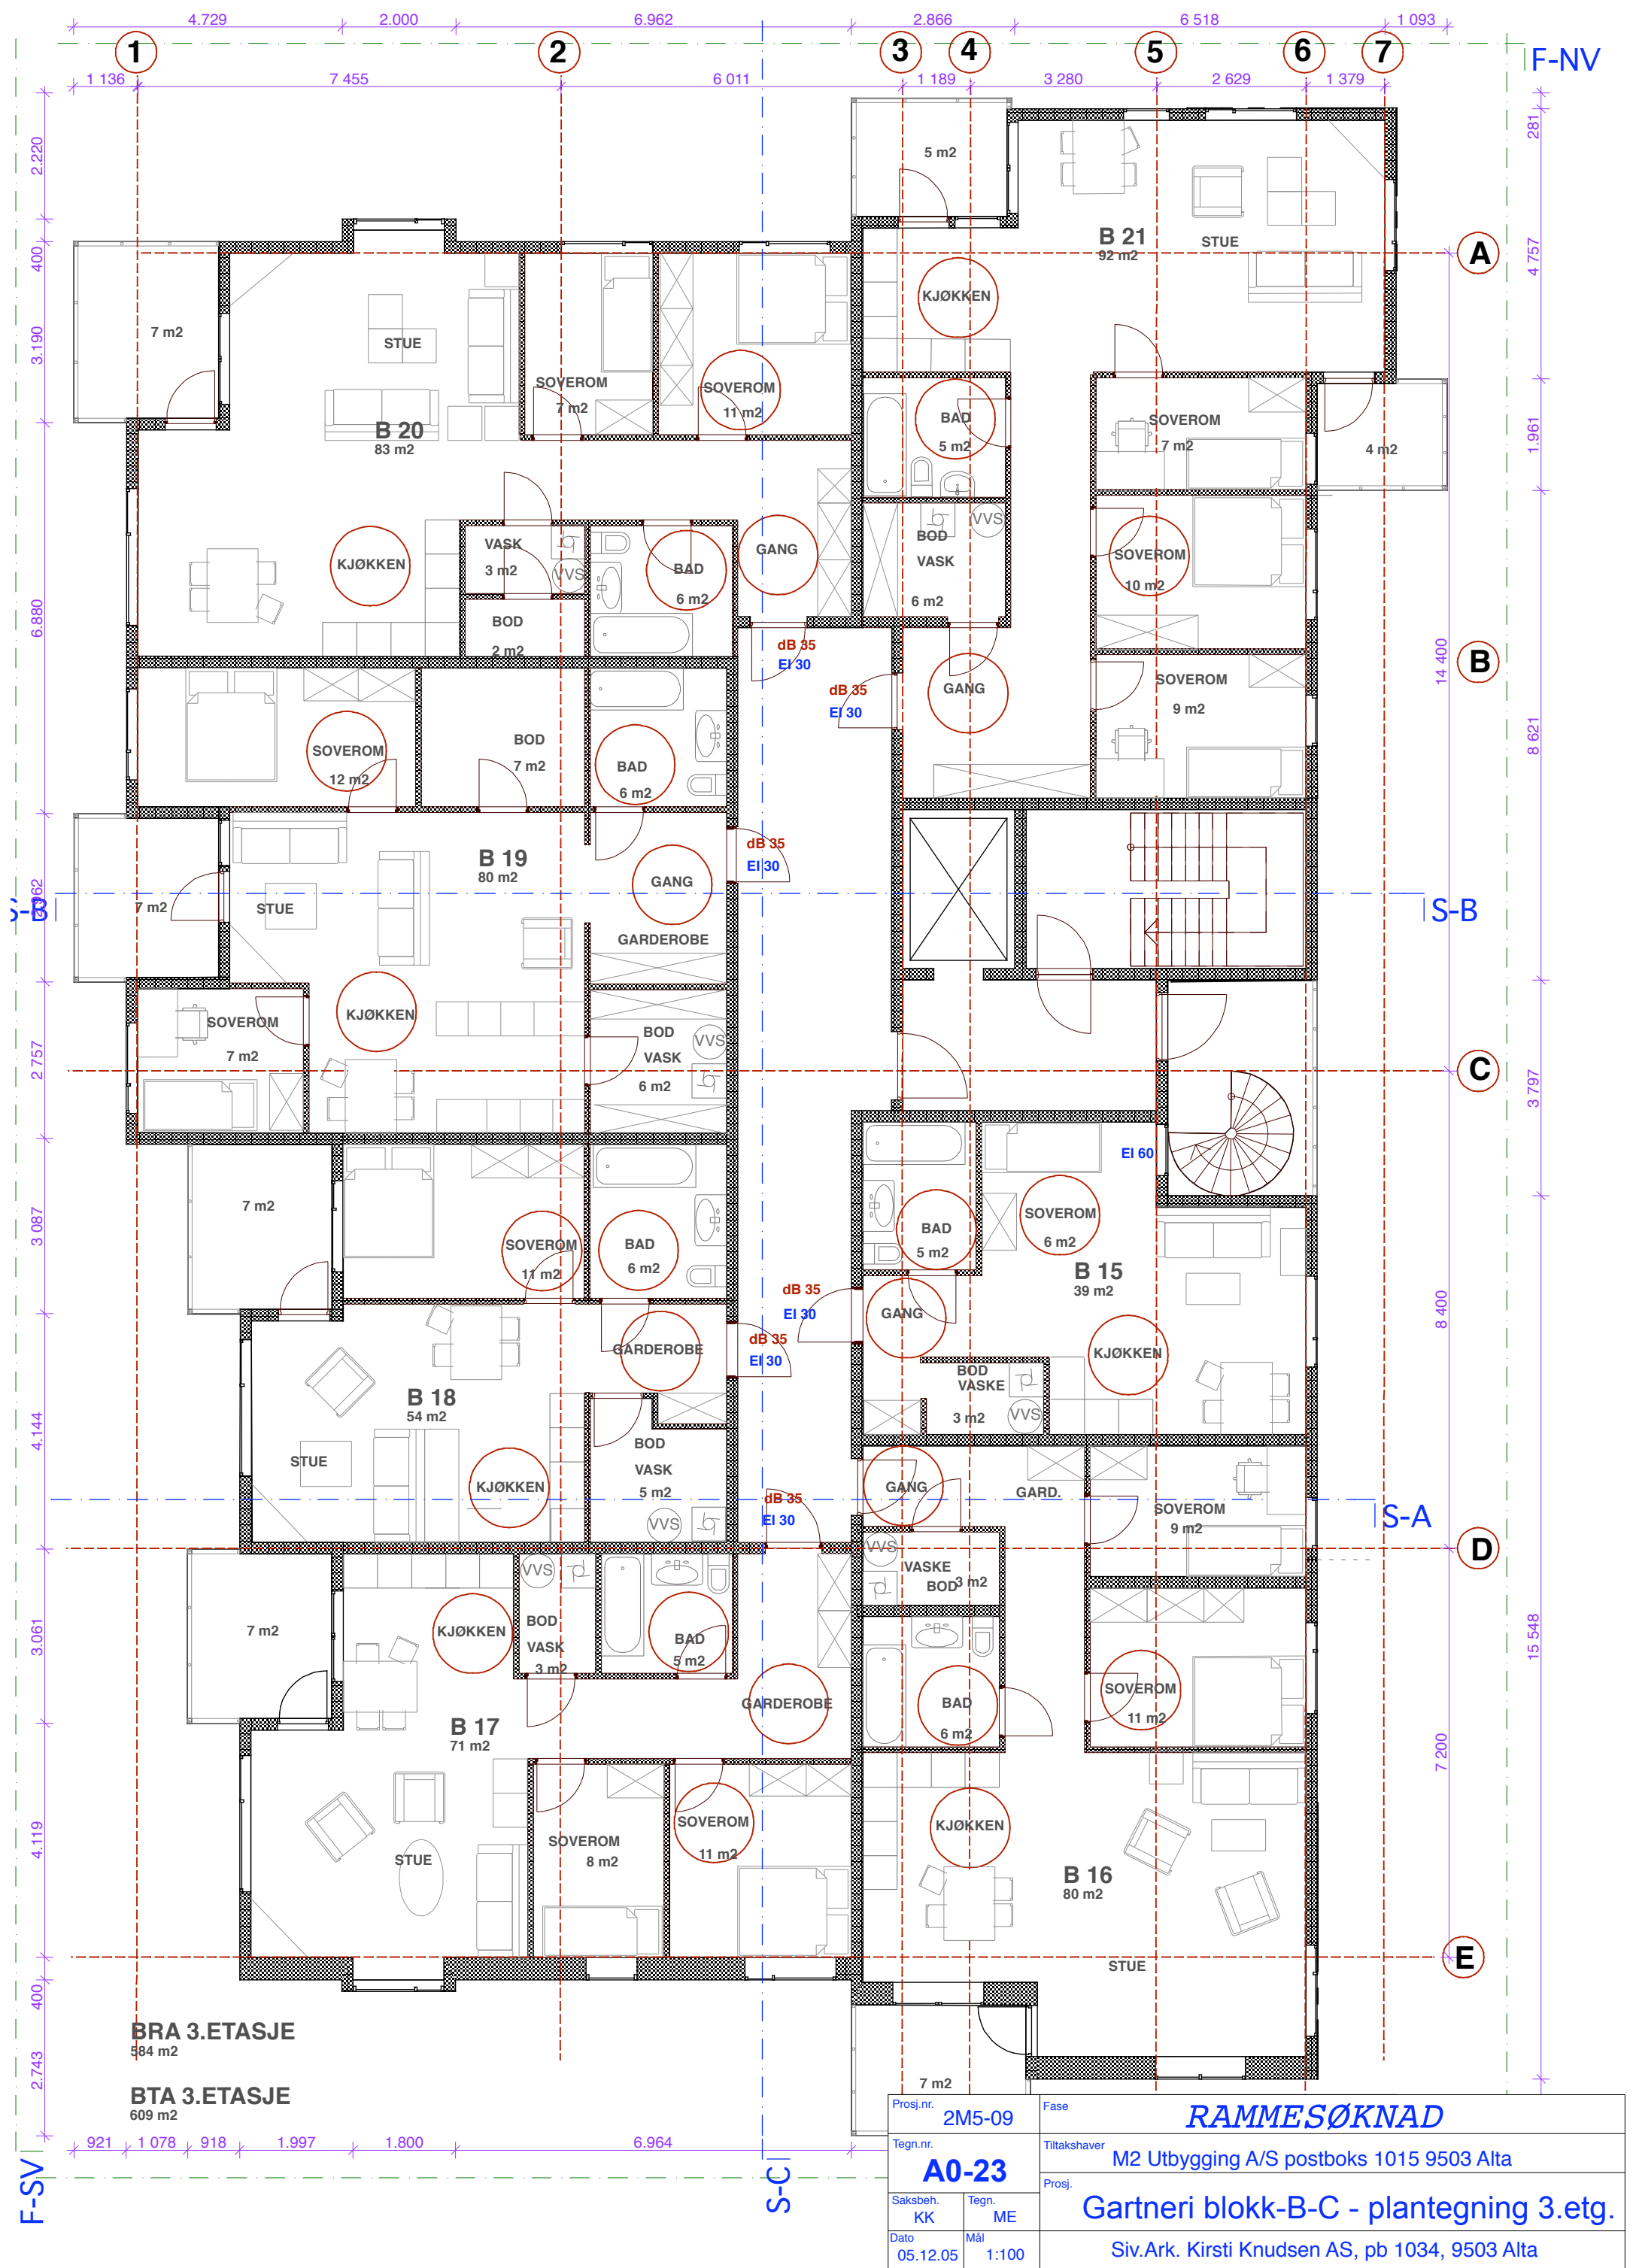 4.729 2.000 6.962 2.866 6 518 1 093
1 2 3 4 5 6 7
F-NV
1 136 7 455 6 011 1 189 3 280 2 629 1 379
2.220
281
5 m2
B 21
92 m2
STUE
A
400
4 757
KJØKKEN
7 m2
STUE
3.190
SOVEROM
7 m2
SOVEROM
11 m2
BAD
5 m2
SOVEROM
7 m2
4 m2
1.961
B 20
83 m2
VVS
BOD
VASK
6 m2
VASK
3 m2
VVS
GANG
KJØKKEN
BAD
6 m2
SOVEROM
10 m2
6.880
BOD
2 m2
dB 35
EI 30
14 400
B
dB 35
EI 30
GANG
SOVEROM
9 m2
8 621
SOVEROM
12 m2
BOD
7 m2
BAD
6 m2
dB 35
EI 30
B 19
80 m2
GANG
7 m2
STUE
S-B
S-B
GARDEROBE
KJØKKEN
SOVEROM
7 m2
BOD
VASK
6 m2
VVS
2 757
C
3 797
EI 60
7 m2
3 087
SOVEROM
11 m2
BAD
6 m2
BAD
5 m2
SOVEROM
6 m2
B 15
39 m2
dB 35
EI 30
GANG
8 400
dB 35
EI 30
GARDEROBE
KJØKKEN
BOD
VASKE
3 m2
VVS
B 18
54 m2
4.144
STUE
BOD
VASK
5 m2
VVS
KJØKKEN
dB 35
EI 30
GANG
GARD.
SOVEROM
9 m2
S-A
D
VVS
VASKE
BOD 3 m2
VVS
7 m2
3.061
KJØKKEN
BOD
VASK
3 m2
BAD
5 m2
15 548
GARDEROBE
BAD
6 m2
SOVEROM
11 m2
B 17
71 m2
7 200
4.119
STUE
SOVEROM
8 m2
SOVEROM
11 m2
KJØKKEN
B 16
80 m2
STUE
E
400
BRA 3.ETASJE
584 m2
2.743
BTA 3.ETASJE
609 m2
7 m2
921 1 078 918 1.997 1.800 6.964
F-SV
S-C
Prosj.nr.
2M5-09
Fase
RAMMESØKNAD
Tegn.nr.
A0-23
Tiltakshaver
M2 Utbygging A/S postboks 1015 9503 Alta
Prosj.
Gartneri blokk-B-C - plantegning 3.etg.
Saksbeh.
KK
Tegn.
ME
Dato
05.12.05
Mål
1:100
Siv.Ark. Kirsti Knudsen AS, pb 1034, 9503 Alta